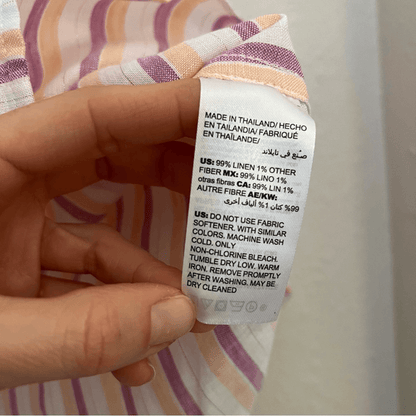 MADE IN THAILAND/ HECHO
EN TAILANDIA/ FABRIQUÉ
EN THAÏLANDE/
صنع في تايلاند
US: 99% LINEN 1% OTHER
FIBER MX: 99% LINO 1%
otras fibras CA: 99% LIN 1%
AUTRE FIBRE AE/KW:
99% كتان 1% ألياف أخرى
US: DO NOT USE FABRIC
SOFTENER. WITH SIMILAR
COLORS. MACHINE WASH
COLD. ONLY
NON-CHLORINE BLEACH.
TUMBLE DRY LOW. WARM
IRON. REMOVE PROMPTLY
AFTER WASHING. MAY BE
DRY CLEANED